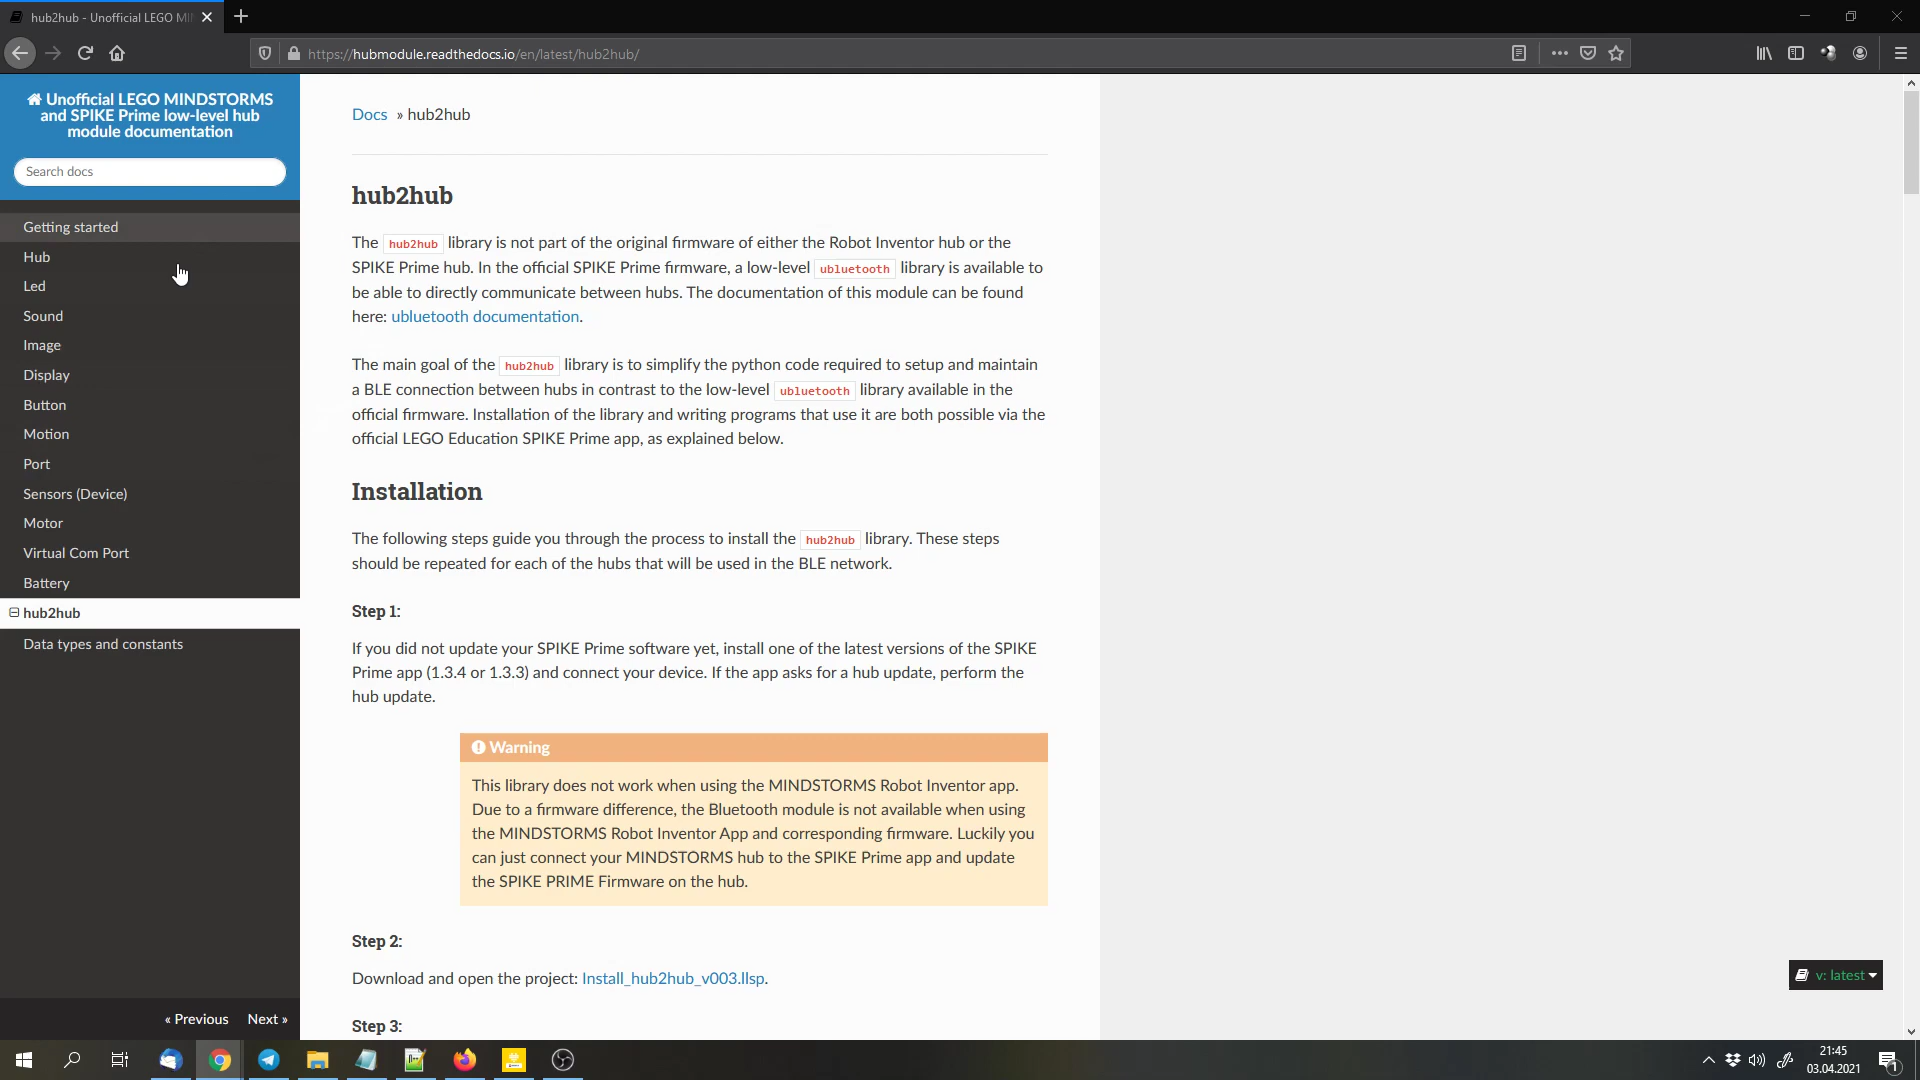 hub2hub - Unofficial LEGO MI
https://hubmodule.readthedocs.io/en/latest/hub2hub/
Unofficial LEGO MINDSTORMS
and SPIKE Prime low-level hub
module documentation
Search docs
Getting started
Hub
Led
Sound
Image
Display
Button
Motion
Port
Sensors (Device)
Motor
Virtual Com Port
Battery
hub2hub
Data types and constants
« Previous Next »
Docs » hub2hub
hub2hub
The hub2hub library is not part of the original firmware of either the Robot Inventor hub or the
SPIKE Prime hub. In the official SPIKE Prime firmware, a low-level ubluetooth library is available to
be able to directly communicate between hubs. The documentation of this module can be found
here: ubluetooth documentation.
The main goal of the hub2hub library is to simplify the python code required to setup and maintain
a BLE connection between hubs in contrast to the low-level ubluetooth library available in the
official firmware. Installation of the library and writing programs that use it are both possible via the
official LEGO Education SPIKE Prime app, as explained below.
Installation
The following steps guide you through the process to install the hub2hub library. These steps
should be repeated for each of the hubs that will be used in the BLE network.
Step 1:
If you did not update your SPIKE Prime software yet, install one of the latest versions of the SPIKE
Prime app (1.3.4 or 1.3.3) and connect your device. If the app asks for a hub update, perform the
hub update.
Warning
This library does not work when using the MINDSTORMS Robot Inventor app.
Due to a firmware difference, the Bluetooth module is not available when using
the MINDSTORMS Robot Inventor App and corresponding firmware. Luckily you
can just connect your MINDSTORMS hub to the SPIKE Prime app and update
the SPIKE PRIME Firmware on the hub.
Step 2:
Download and open the project: Install_hub2hub_v003.llsp.
Step 3:
v: latest
21:45
03.04.2021
1